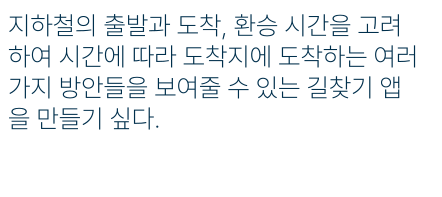 지하철의 출발과 도착, 환승 시간을 고려
하여 시간에 따라 도착지에 도착하는 여러
가지 방안들을 보여줄 수 있는 길찾기 앱
을 만들기 싶다.